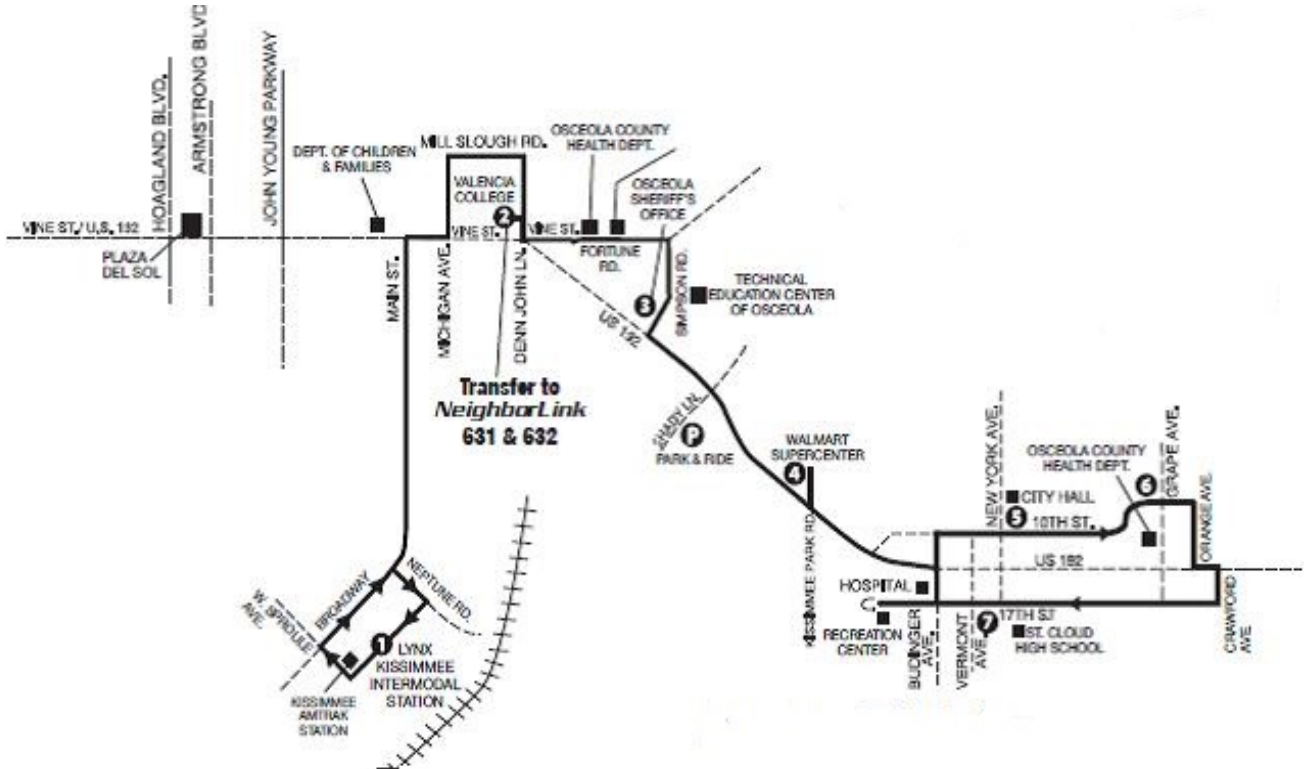 HOAGLAND BLVD.
ARMSTRONG BLVD
JOHN YOUNG PARKWAY
VINE ST./ U.S. 132
PLAZA
DEL SOL
DEPT. OF CHILDREN
& FAMILIES
MILL SLOUGH RD.
VALENCIA
COLLEGE
2
VINE ST.
VINE ST.
OSCEOLA COUNTY
HEALTH DEPT.
OSCEOLA
SHERIFF'S
OFFICE
FORTUNE
RD.
MAIN ST.
MICHIGAN AVE.
DENN JOHN LN.
3
US 192
SIMPSON RD.
TECHNICAL
EDUCATION CENTER
OF OSCEOLA
Transfer to
NeighborLink
631 & 632
SHADY LN.
P
PARK & RIDE
WALMART
SUPERCENTER
4
KISSIMMEE PARK RD.
NEW YORK AVE.
OSCEOLA COUNTY
HEALTH DEPT.
GRAPE AVE.
6
CITY HALL
5
10TH ST.
ORANGE AVE.
US 192
HOSPITAL
RECREATION
CENTER
BUDINGER
AVE.
VERMONT
AVE.
7
17TH ST
ST. CLOUD
HIGH SCHOOL
CRAWFORD
AVE
W. SPROULE
AVE.
BROADWAY
NEPTUNE RD.
1
LYNX
KISSIMMEE
INTERMODAL
STATION
KISSIMMEE
AMTRAK
STATION